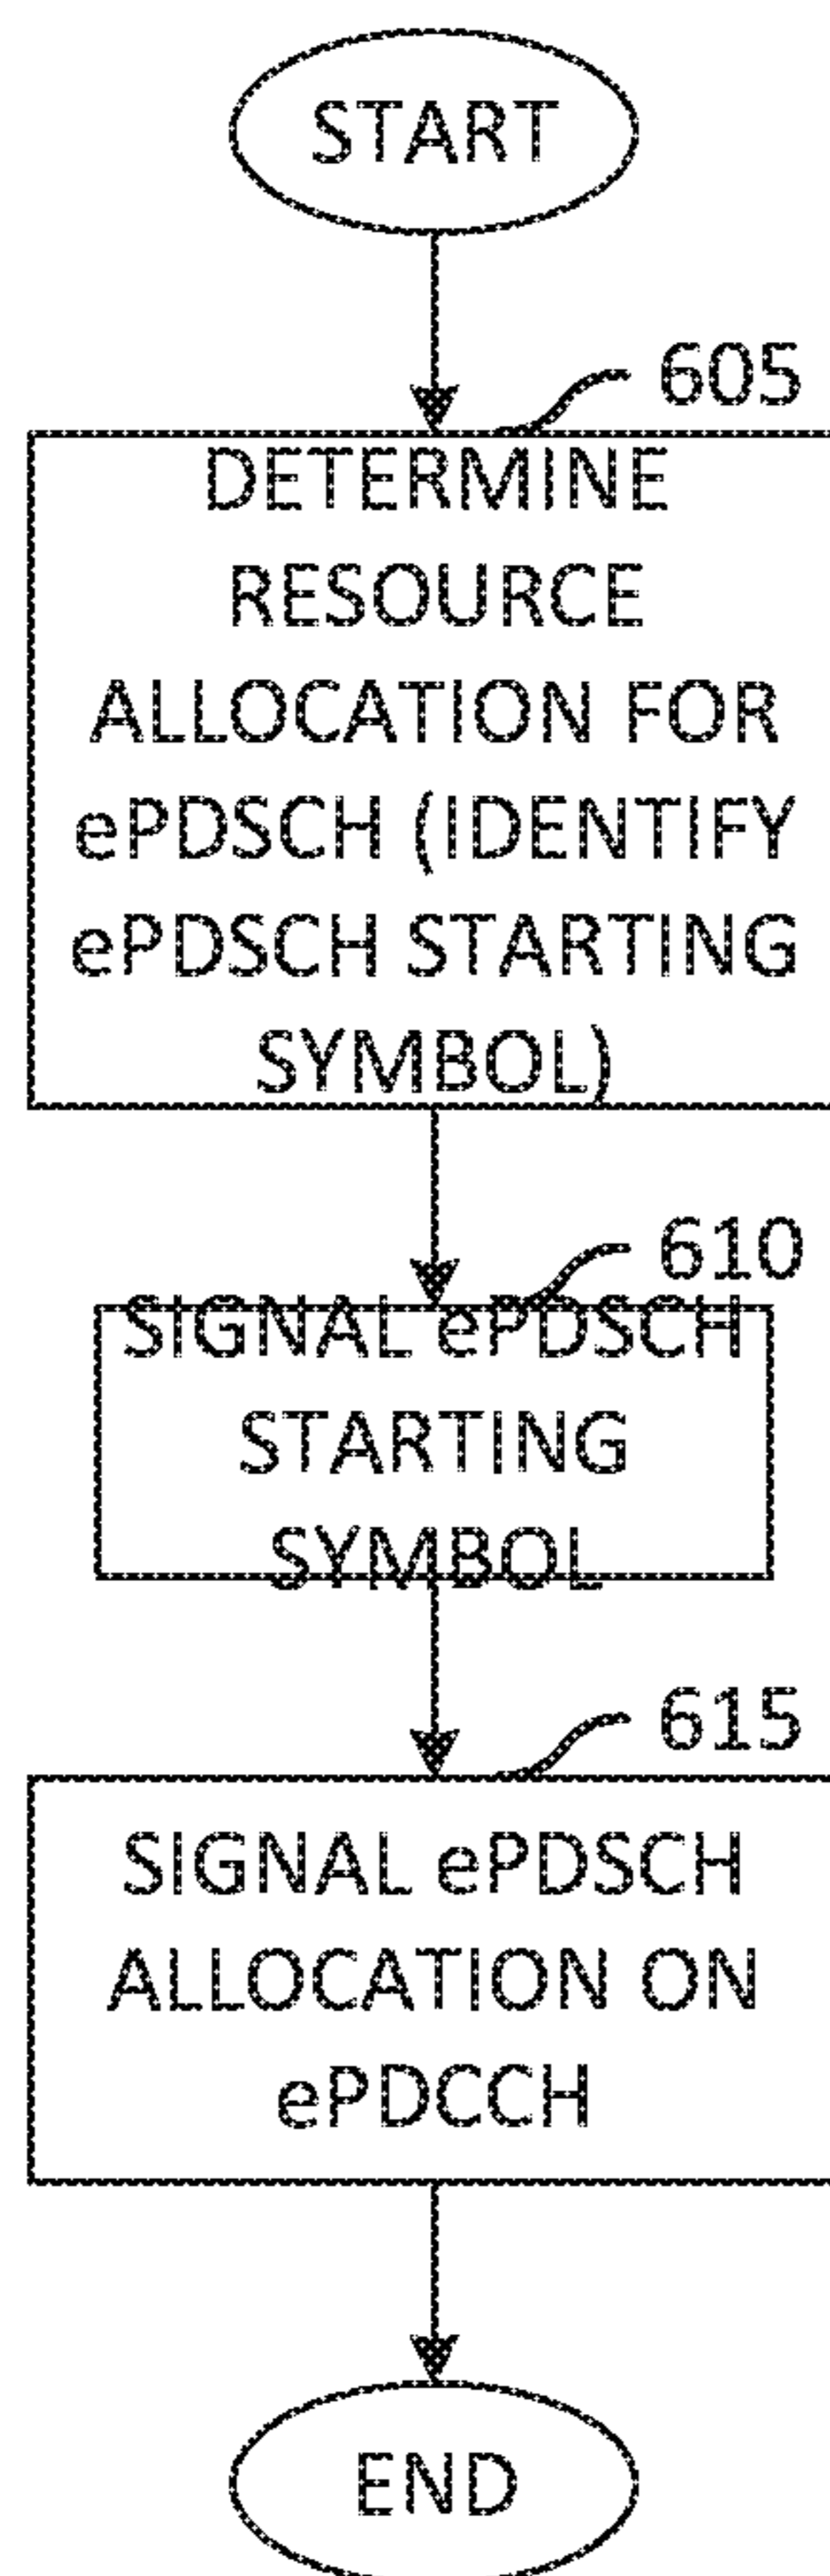 START
605
DETERMINE
RESOURCE
ALLOCATION FOR
ePDSCH (IDENTIFY
ePDSCH STARTING
SYMBOL)
610
SIGNAL ePDSCH
STARTING
SYMBOL
615
SIGNAL ePDSCH
ALLOCATION ON
ePDCCH
END